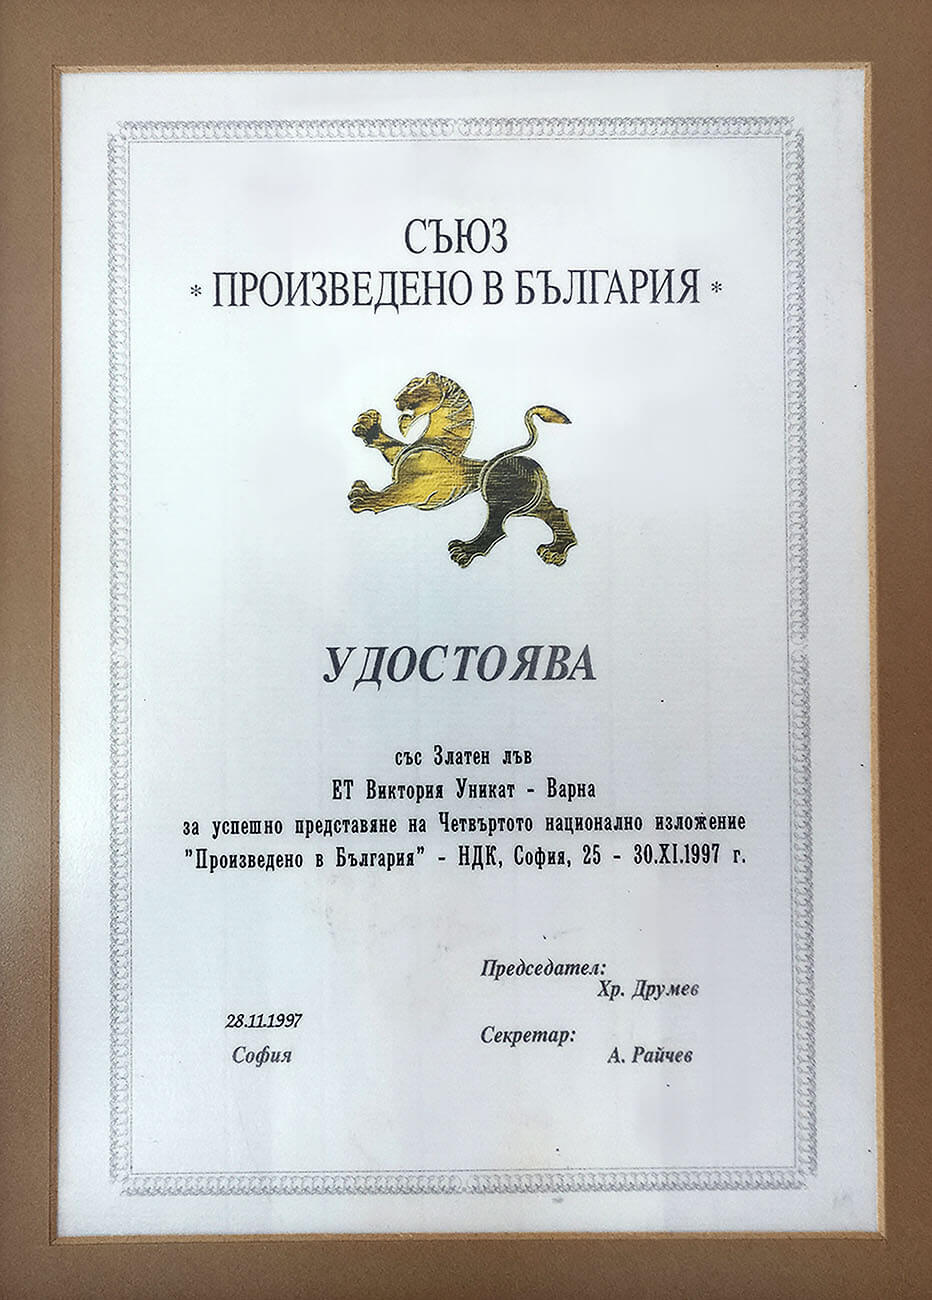 СЪЮЗ
* ПРОИЗВЕДЕНО В БЪЛГАРИЯ *
УДОСТОЯВА
със Златен лъв
ЕТ Виктория Уникат - Варна
за успешно представяне на Четвъртото национално изложение
"Произведено в България" - НДК, София, 25 - 30.XI.1997 г.
Председател:
Хр. Друмев
28.11.1997
Секретар:
София
А. Райчев